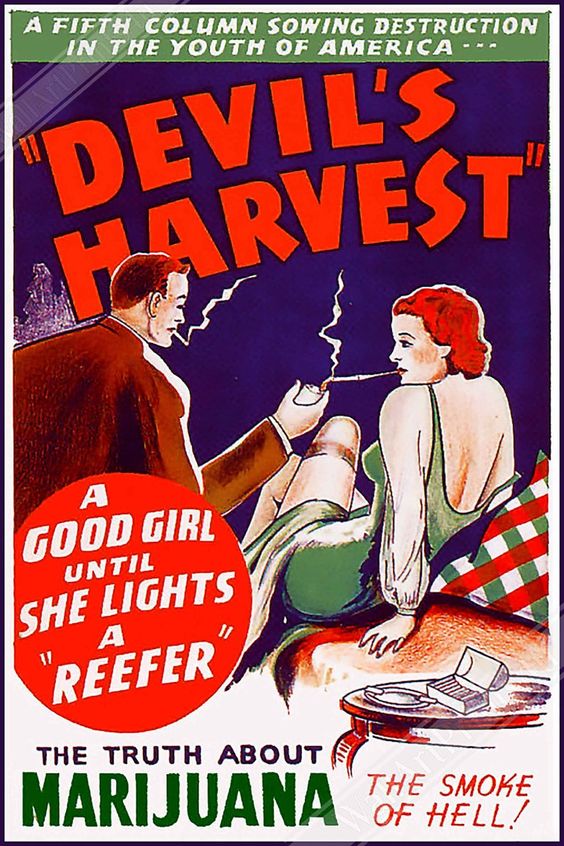 A FIFTH COLUMN SOWING DESTRUCTION
IN THE YOUTH OF AMERICA ---
"DEVIL'S
HARVEST"
A
GOOD GIRL
UNTIL
SHE LIGHTS
A
"REEFER"
THE TRUTH ABOUT
MARIJUANA
THE SMOKE
OF HELL!